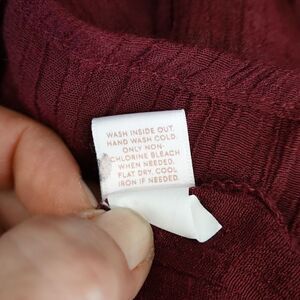 WASH INSIDE OUT.
HAND WASH COLD.
ONLY NON-
CHLORINE BLEACH
WHEN NEEDED.
FLAT DRY. COOL
IRON IF NEEDED.